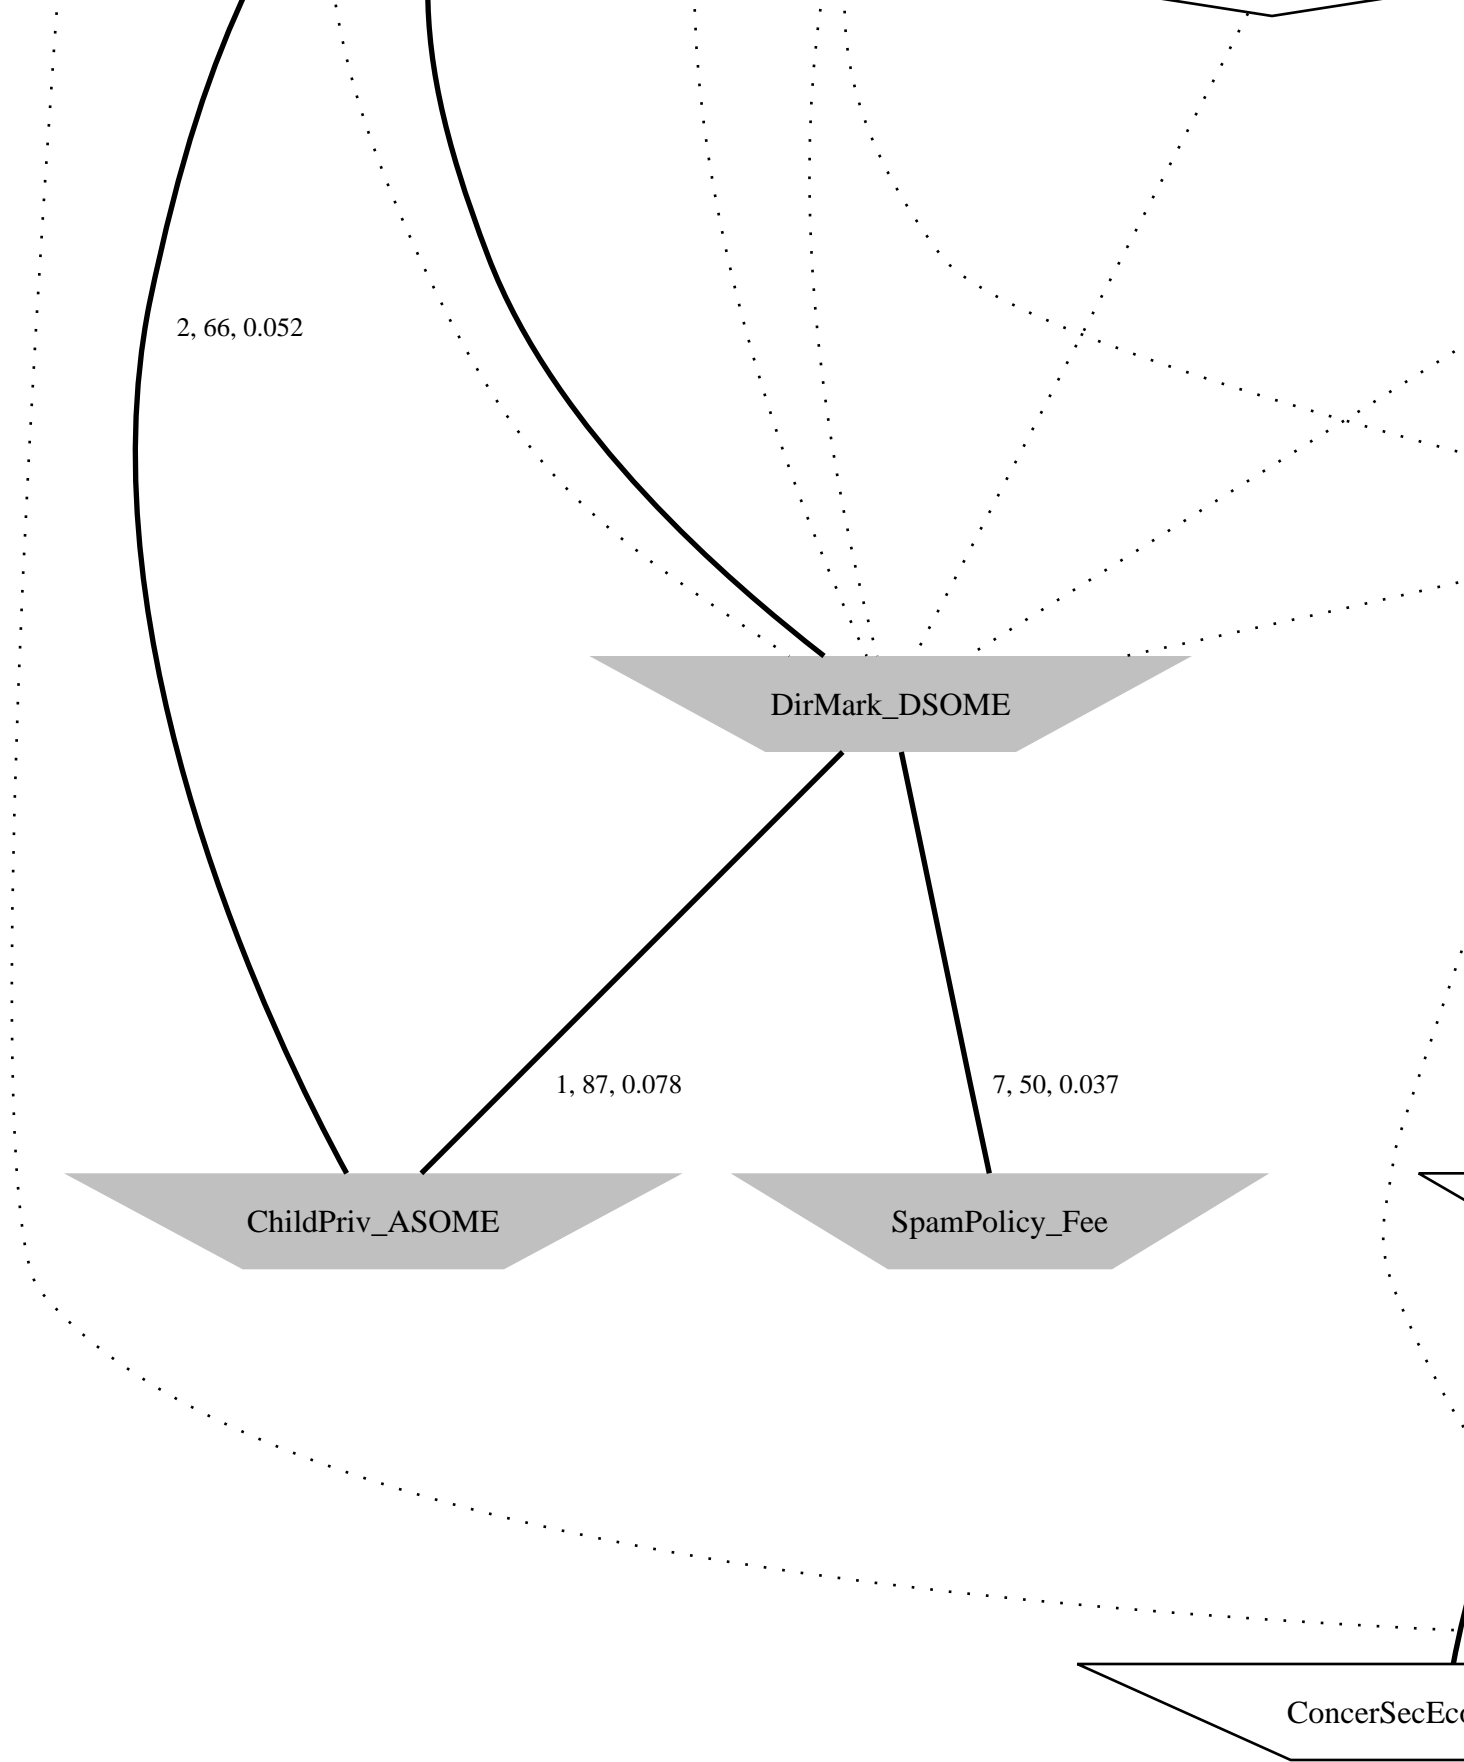 2, 66, 0.052
DirMark_DSOME
1, 87, 0.078
7, 50, 0.037
ChildPriv_ASOME
SpamPolicy_Fee